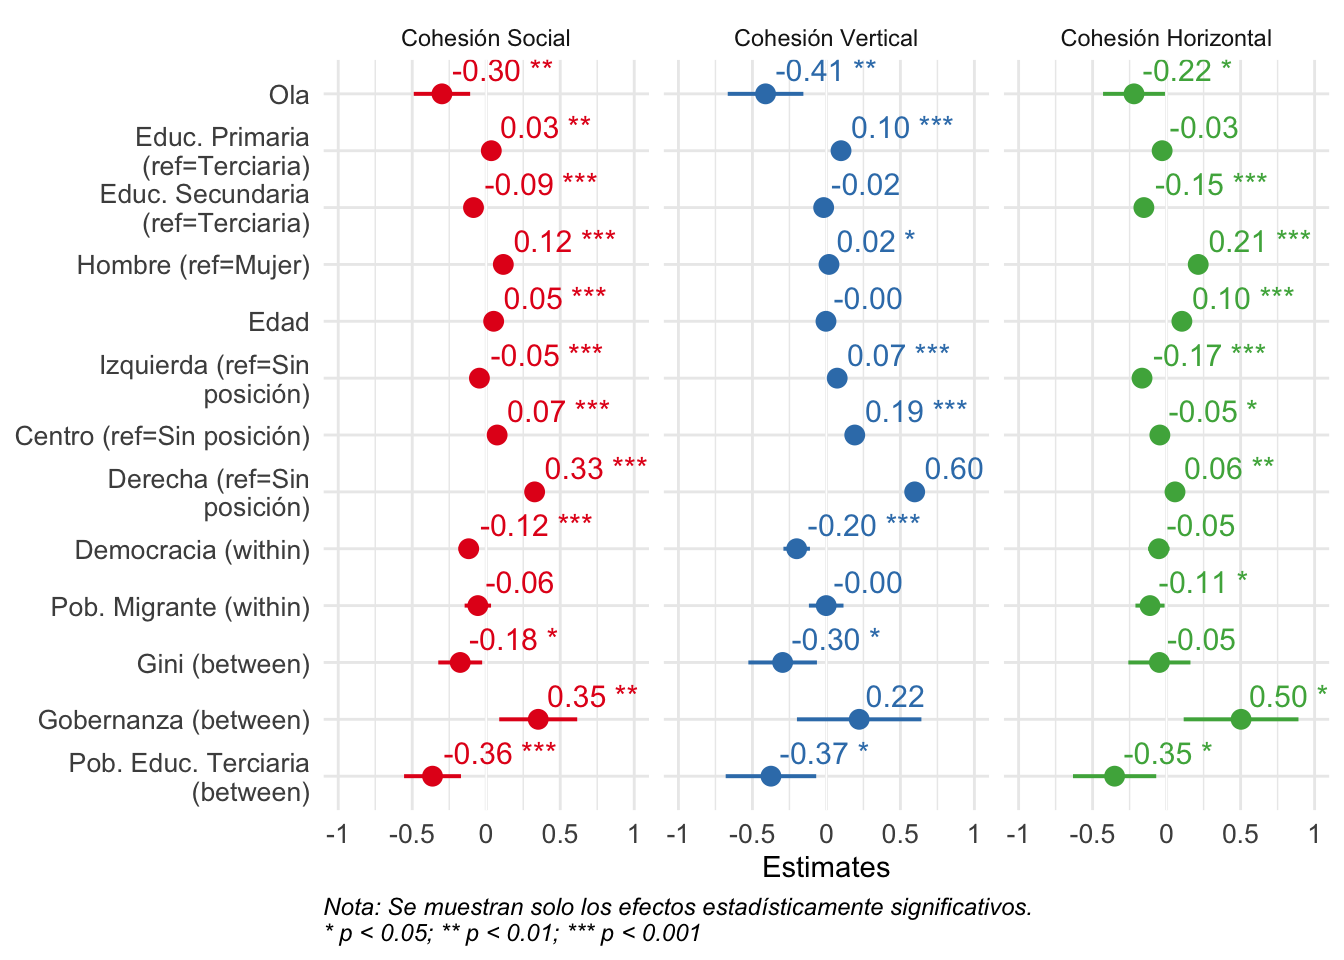 Cohesión Social
Cohesión Vertical
Cohesión Horizontal
Ola
-0.30 **
-0.41 **
-0.22 *
Educ. Primaria
(ref=Terciaria)
0.03 **
0.10 ***
-0.03
Educ. Secundaria
(ref=Terciaria)
-0.09 ***
-0.02
-0.15 ***
Hombre (ref=Mujer)
0.12 ***
0.02 *
0.21 ***
Edad
0.05 ***
-0.00
0.10 ***
Izquierda (ref=Sin
posición)
-0.05 ***
0.07 ***
-0.17 ***
Centro (ref=Sin posición)
0.07 ***
0.19 ***
-0.05 *
Derecha (ref=Sin
posición)
0.33 ***
0.60
0.06 **
Democracia (within)
-0.12 ***
-0.20 ***
-0.05
Pob. Migrante (within)
-0.06
-0.00
-0.11 *
Gini (between)
-0.18 *
-0.30 *
-0.05
Gobernanza (between)
0.35 **
0.22
0.50 *
Pob. Educ. Terciaria
(between)
-0.36 ***
-0.37 *
-0.35 *
-1 -0.5 0 0.5 1
-1 -0.5 0 0.5 1
-1 -0.5 0 0.5 1
Estimates
Nota: Se muestran solo los efectos estadísticamente significativos.
* p < 0.05; ** p < 0.01; *** p < 0.001